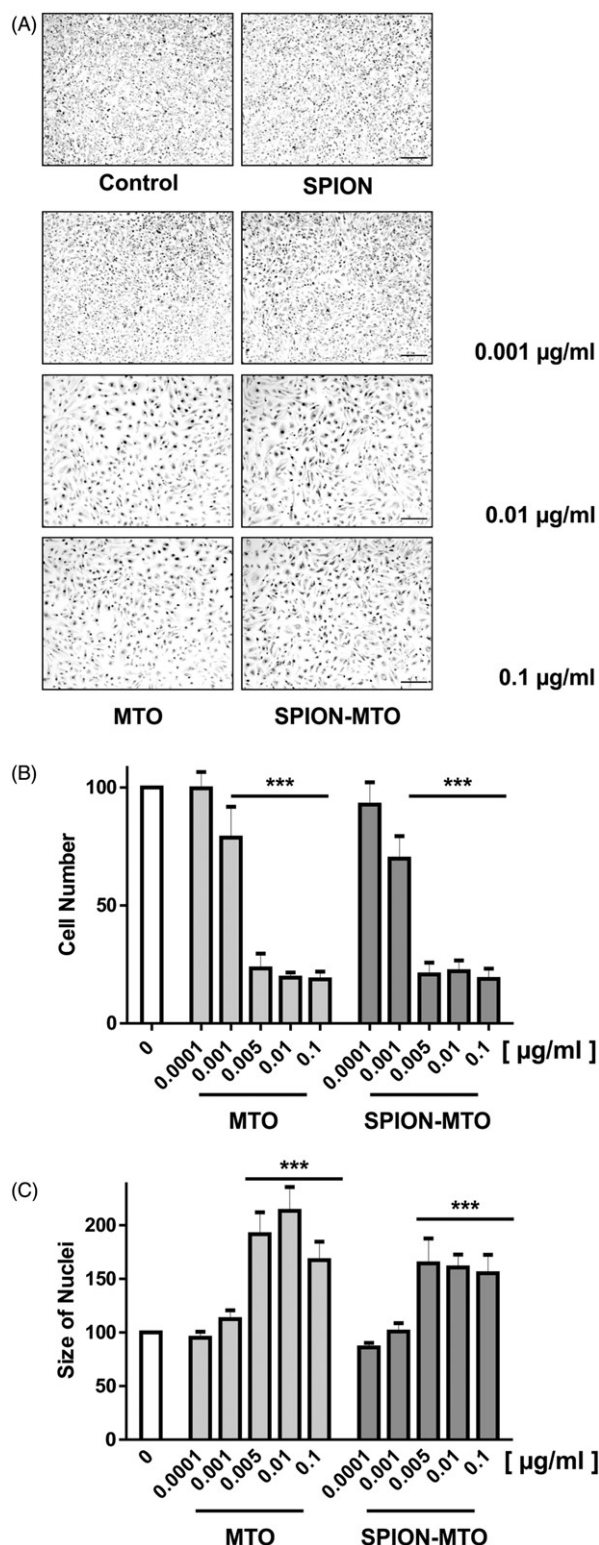 (A)
Control SPION
0.001 µg/ml
0.01 µg/ml
0.1 µg/ml
MTO SPION-MTO
(B)
Cell Number
100
50
0
*** ***
0 0.0001 0.001 0.005 0.01 0.1 0.0001 0.001 0.005 0.01 0.1 [ µg/ml ]
MTO SPION-MTO
(C)
Size of Nuclei
200
150
100
50
0
*** ***
0 0.0001 0.001 0.005 0.01 0.1 0.0001 0.001 0.005 0.01 0.1 [ µg/ml ]
MTO SPION-MTO